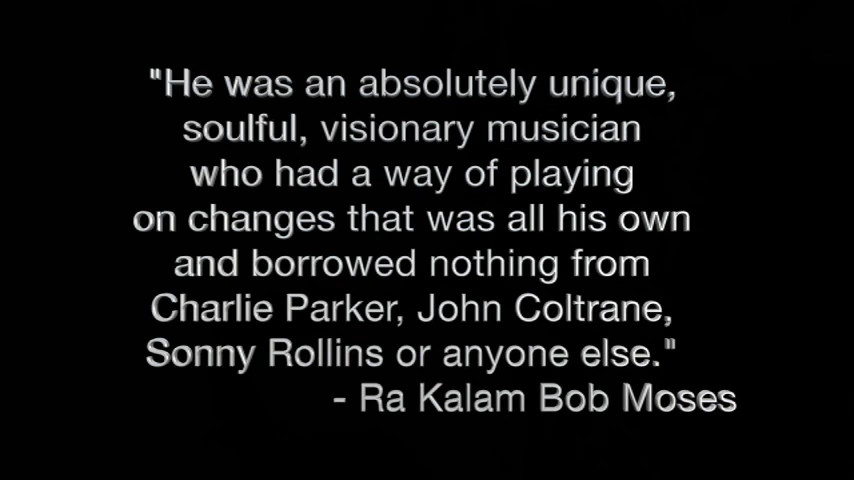 "He was an absolutely unique,
soulful, visionary musician
who had a way of playing
on changes that was all his own
and borrowed nothing from
Charlie Parker, John Coltrane,
Sonny Rollins or anyone else."
- Ra Kalam Bob Moses